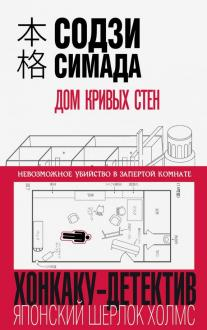 本格
СОДЗИ
СИМАДА
ДОМ КРИВЫХ СТЕН
НЕВОЗМОЖНОЕ УБИЙСТВО В ЗАПЕРТОЙ КОМНАТЕ
ХОНКАКУ-ДЕТЕКТИВ
ЯПОНСКИЙ ШЕРЛОК ХОЛМС